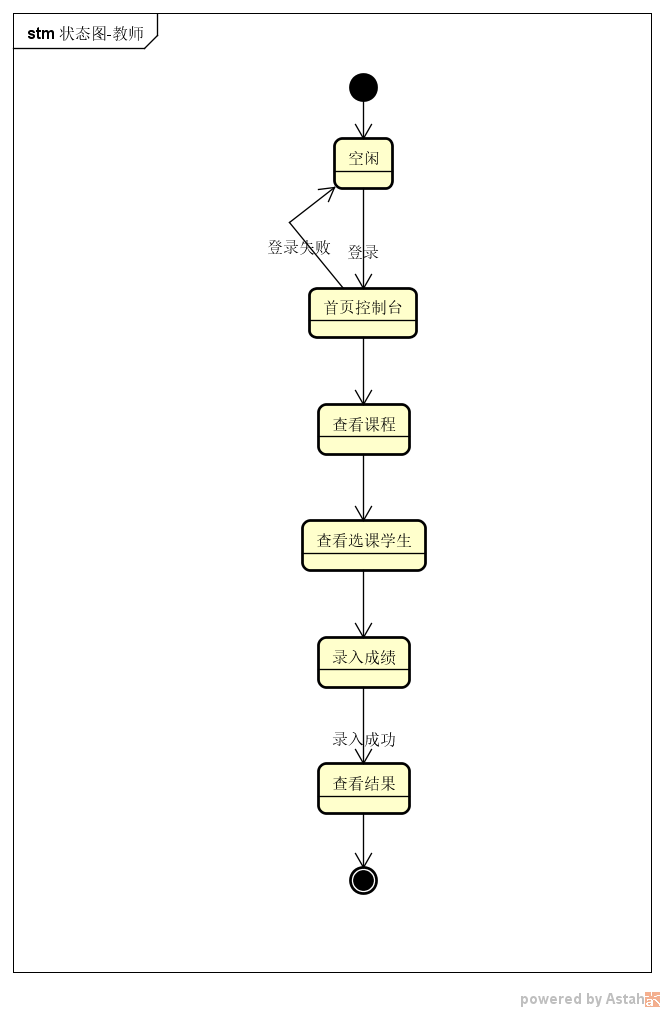 stm 状态图-教师
空闲
登录失败
登录
首页控制台
查看课程
查看选课学生
录入成绩
录入成功
查看结果
powered by Astah